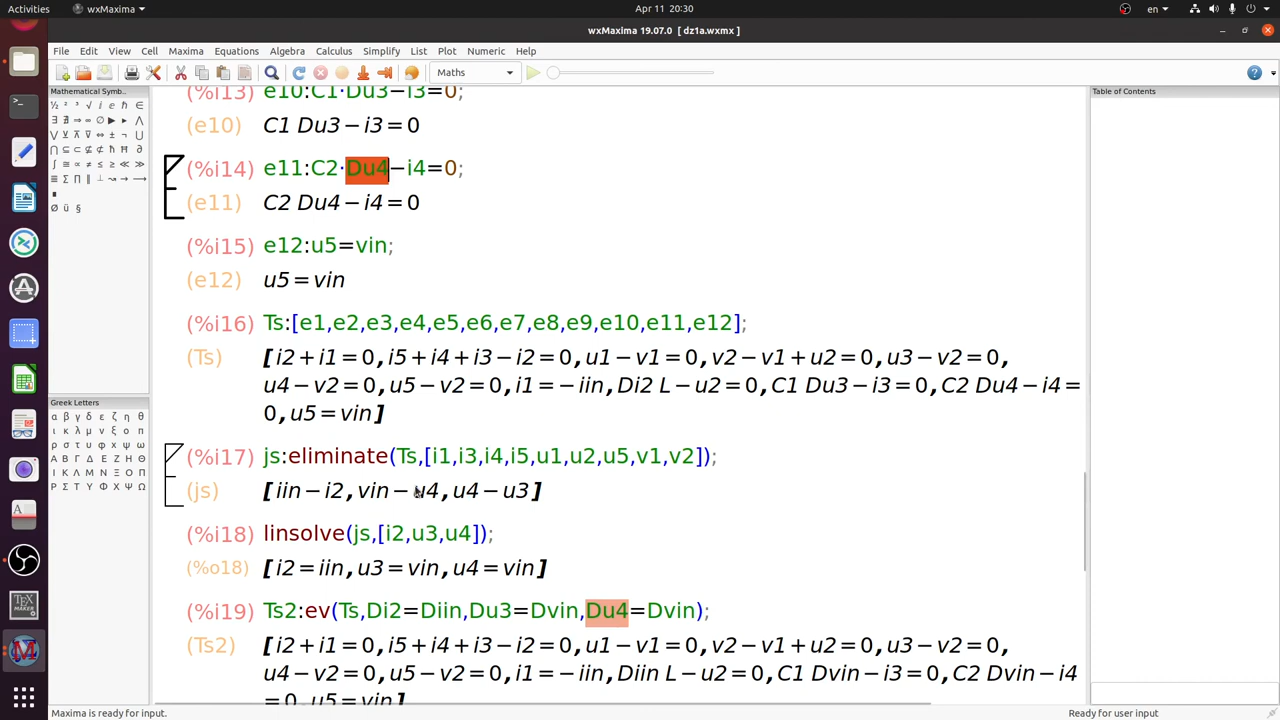 Activities wxMaxima Apr 11 20:30 en
wxMaxima 19.07.0 [ dz1a.wxmx ]
File Edit View Cell Maxima Equations Algebra Calculus Simplify List Plot Numeric Help
Maths
Mathematical Symb..
Table of Contents
Greek Letters
α β γ δ ε ζ η θ
ι κ λ μ ν ξ ο π
ρ σ τ υ φ χ ψ ω
Α Β Γ Δ Ε Ζ Η Θ
Ι Κ Λ Μ Ν Ξ Ο Π
Ρ Σ Τ Υ Φ Χ Ψ Ω
(%i13) e10:C1·Du3−i3=0;
(e10) C1 Du3−i3=0
(%i14) e11:C2·Du4−i4=0;
(e11) C2 Du4−i4=0
(%i15) e12:u5=vin;
(e12) u5=vin
(%i16) Ts:[e1,e2,e3,e4,e5,e6,e7,e8,e9,e10,e11,e12];
(Ts) [i2+i1=0,i5+i4+i3−i2=0,u1−v1=0,v2−v1+u2=0,u3−v2=0,
u4−v2=0,u5−v2=0,i1=−iin,Di2 L−u2=0,C1 Du3−i3=0,C2 Du4−i4=
0,u5=vin]
(%i17) js:eliminate(Ts,[i1,i3,i4,i5,u1,u2,u5,v1,v2]);
(js) [iin−i2,vin−u4,u4−u3]
(%i18) linsolve(js,[i2,u3,u4]);
(%o18) [i2=iin,u3=vin,u4=vin]
(%i19) Ts2:ev(Ts,Di2=Diin,Du3=Dvin,Du4=Dvin);
(Ts2) [i2+i1=0,i5+i4+i3−i2=0,u1−v1=0,v2−v1+u2=0,u3−v2=0,
u4−v2=0,u5−v2=0,i1=−iin,Diin L−u2=0,C1 Dvin−i3=0,C2 Dvin−i4
=0,u5=vin]
Maxima is ready for input. Ready for user input